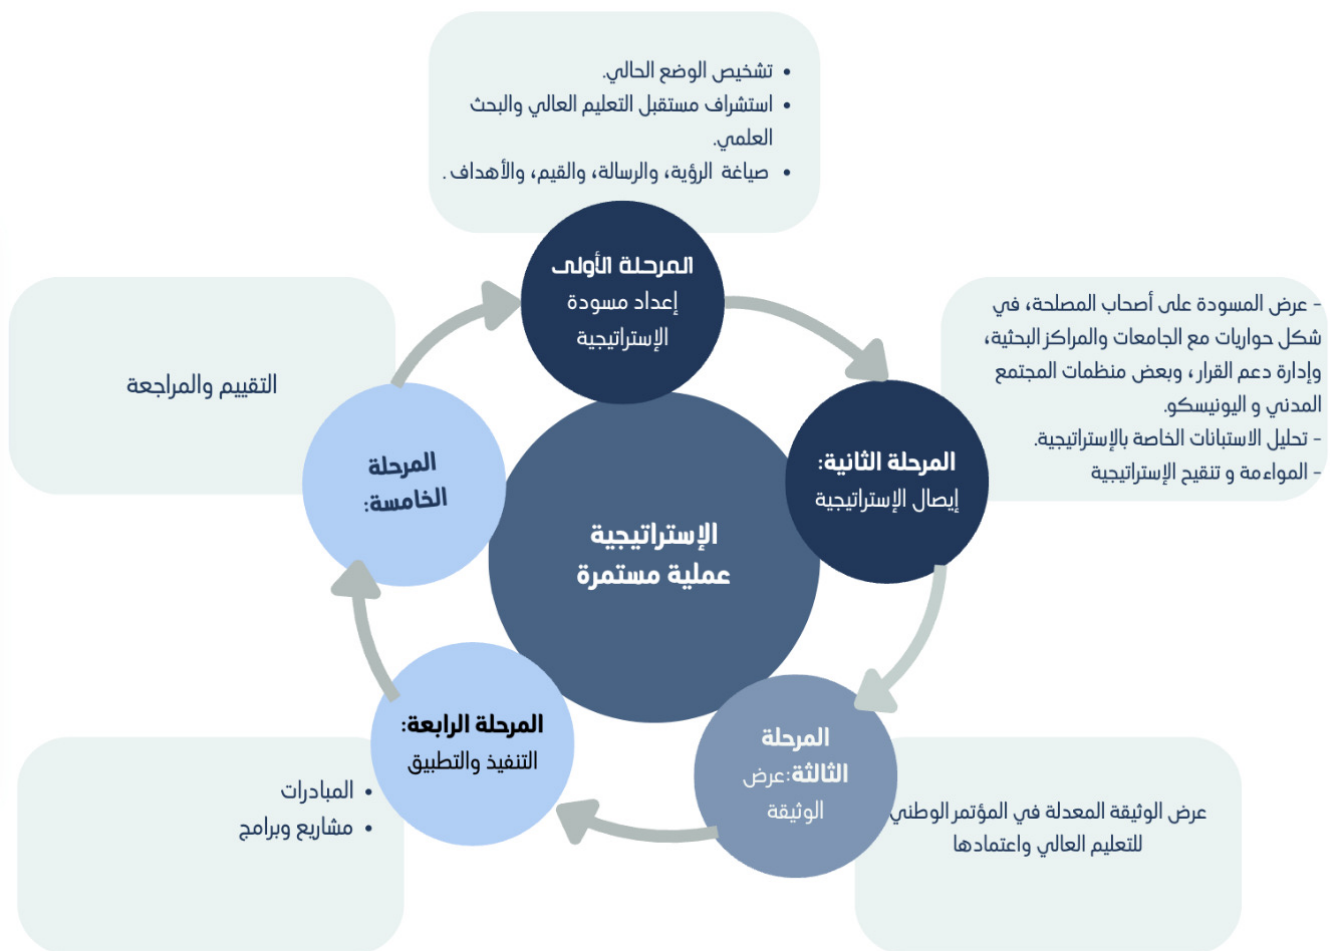 • تشخيص الوضع الحالي.
• استشراف مستقبل التعليم العالي والبحث
العلمي.
• صياغة الرؤية، والرسالة، والقيم، والأهداف .
المرحلة الأولى
إعداد مسودة
الإستراتيجية
- عرض المسودة على أصحاب المصلحة، في
شكل حواريات مع الجامعات والمراكز البحثية،
وإدارة دعم القرار، وبعض منظمات المجتمع
المدني و اليونيسكو.
- تحليل الاستبانات الخاصة بالإستراتيجية.
- المواءمة و تنقيح الإستراتيجية
المرحلة الثانية:
إيصال الإستراتيجية
المرحلة
الثالثة:عرض
الوثيقة
عرض الوثيقة المعدلة في المؤتمر الوطني
للتعليم العالي واعتمادها
المرحلة الرابعة:
التنفيذ والتطبيق
• المبادرات
• مشاريع وبرامج
المرحلة
الخامسة:
التقييم والمراجعة
الإستراتيجية
عملية مستمرة